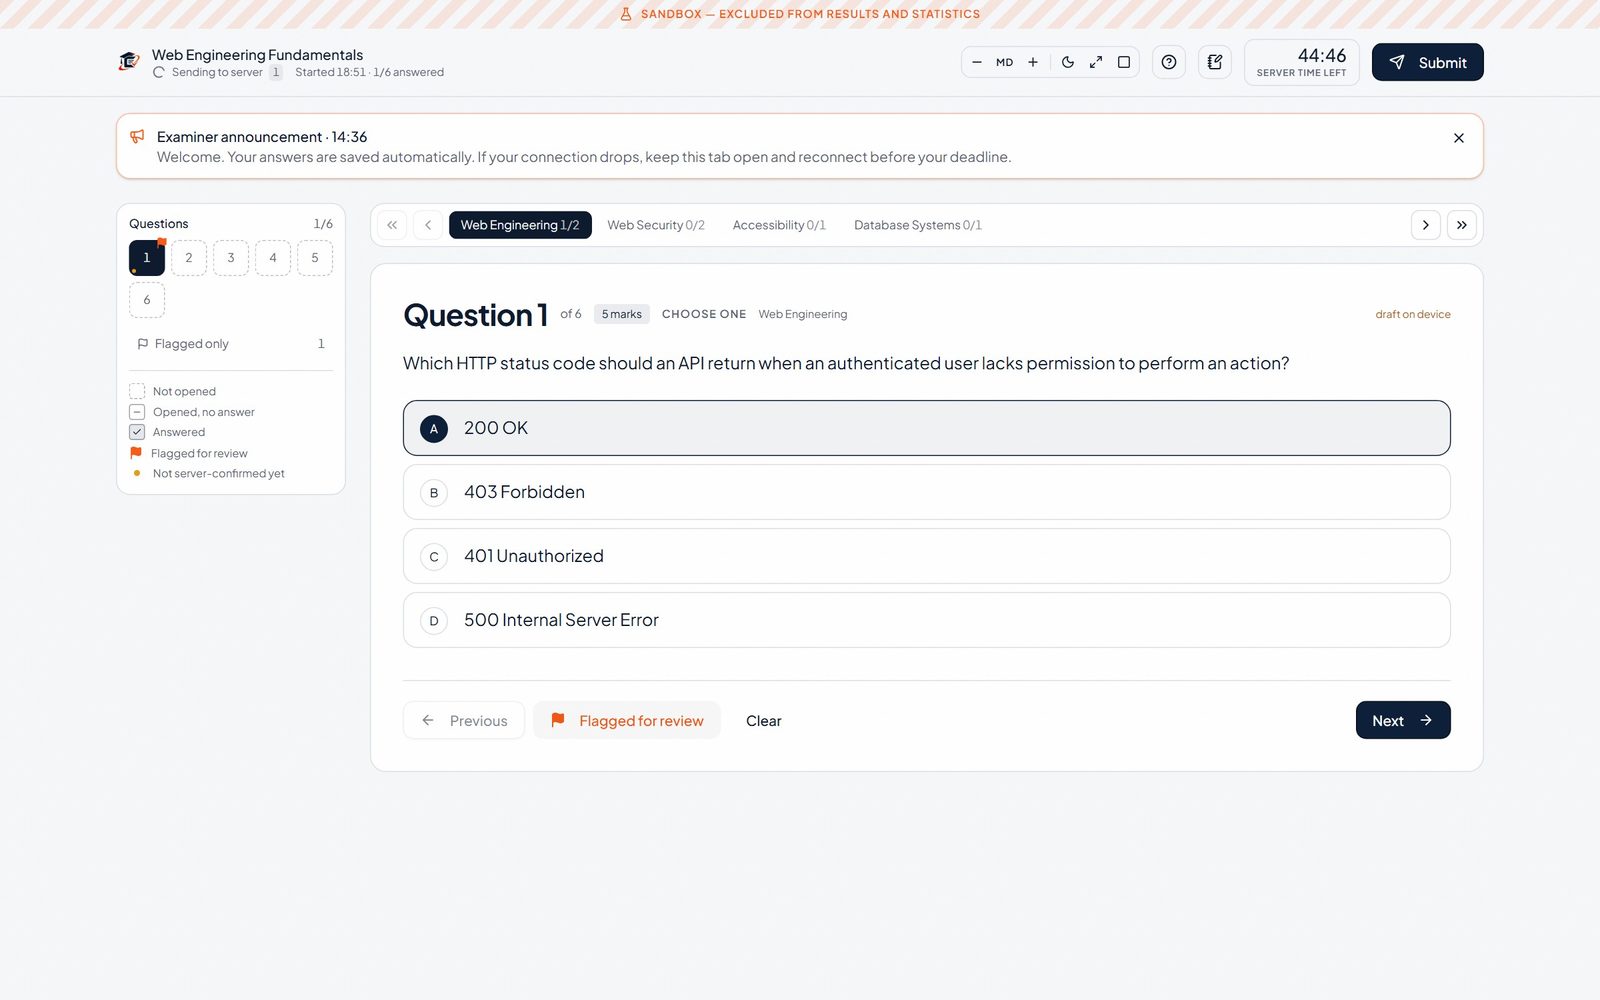 SANDBOX — EXCLUDED FROM RESULTS AND STATISTICS
Web Engineering Fundamentals
Sending to server 1 Started 18:51 · 1/6 answered
MD
44:46
SERVER TIME LEFT
Submit
Examiner announcement · 14:36
Welcome. Your answers are saved automatically. If your connection drops, keep this tab open and reconnect before your deadline.
Questions 1/6
1 2 3 4 5
6
Flagged only 1
Not opened
Opened, no answer
Answered
Flagged for review
Not server-confirmed yet
Web Engineering 1/2 Web Security 0/2 Accessibility 0/1 Database Systems 0/1
Question 1 of 6 5 marks CHOOSE ONE Web Engineering draft on device
Which HTTP status code should an API return when an authenticated user lacks permission to perform an action?
A 200 OK
B 403 Forbidden
C 401 Unauthorized
D 500 Internal Server Error
Previous Flagged for review Clear Next